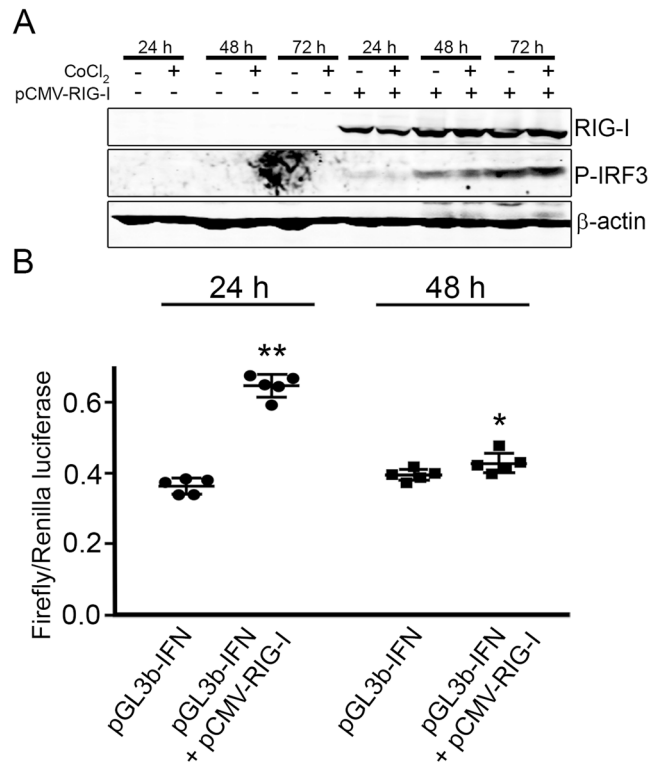 A
24 h 48 h 72 h 24 h 48 h 72 h
CoCl2 - + - + - + - + - + - +
pCMV-RIG-I - - - - - - + + + + + +
RIG-I
P-IRF3
β-actin
B
24 h 48 h
** 
*
0.6
0.4
0.2
0.0
Firefly/Renilla luciferase
pGL3b-IFN
pGL3b-IFN
+ pCMV-RIG-I
pGL3b-IFN
pGL3b-IFN
+ pCMV-RIG-I